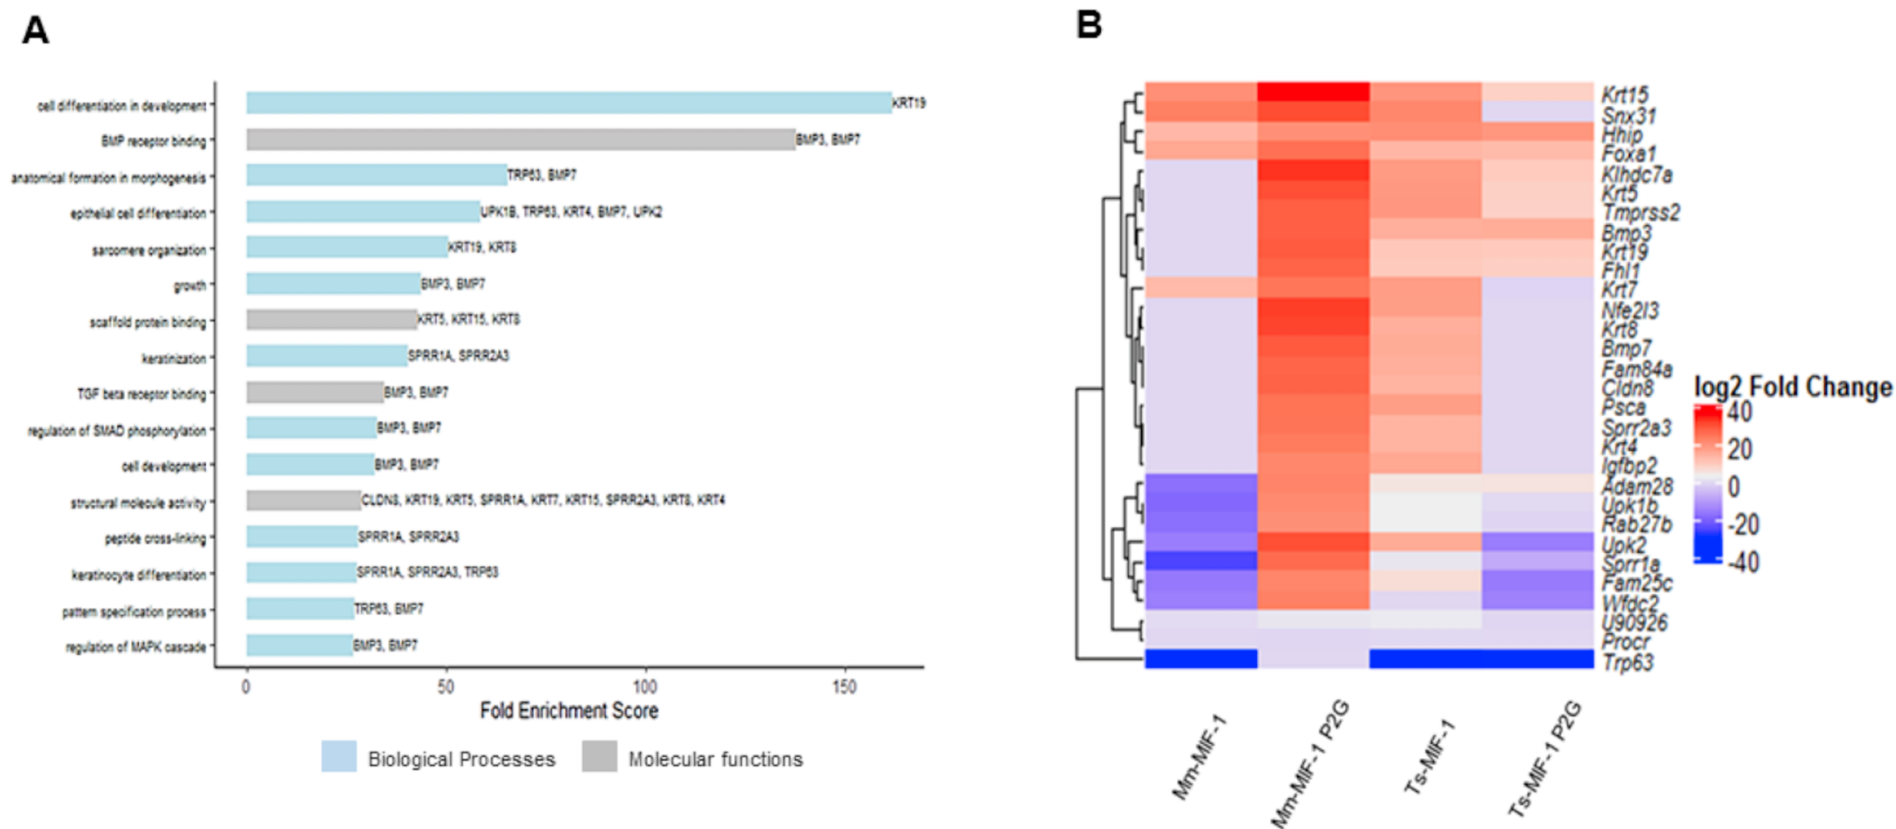 A
cell differentiation in development KRT19
BMP receptor binding BMP3, BMP7
anatomical formation in morphogenesis TRP63, BMP7
epithelial cell differentiation UPK1B, TRP63, KRT4, BMP7, UPK2
sarcomere organization KRT19, KRT8
growth BMP3, BMP7
scaffold protein binding KRT5, KRT15, KRT8
keratinization SPRR1A, SPRR2A3
TGF beta receptor binding BMP3, BMP7
regulation of SMAD phosphorylation BMP3, BMP7
cell development BMP3, BMP7
structural molecule activity CLDN8, KRT19, KRT5, SPRR1A, KRT7, KRT15, SPRR2A3, KRT8, KRT4
peptide cross-linking SPRR1A, SPRR2A3
keratinocyte differentiation SPRR1A, SPRR2A3, TRP63
pattern specification process TRP63, BMP7
regulation of MAPK cascade BMP3, BMP7
0 50 100 150
Fold Enrichment Score
Biological Processes Molecular functions
B
Krt15
Snx31
Hhip
Foxa1
Klhdc7a
Krt5
Tmprss2
Bmp3
Krt19
Fhl1
Krt7
Nfe2l3
Krt8
Bmp7
Fam84a
Cldn8
Psca
Sprr2a3
Krt4
Igfbp2
Adam28
Upk1b
Rab27b
Upk2
Sprr1a
Fam25c
Wfdc2
U90926
Procr
Trp63
Mm-MIF-1
Mm-MIF-1 P2G
Ts-MIF-1
Ts-MIF-1 P2G
log2 Fold Change
40
20
0
-20
-40